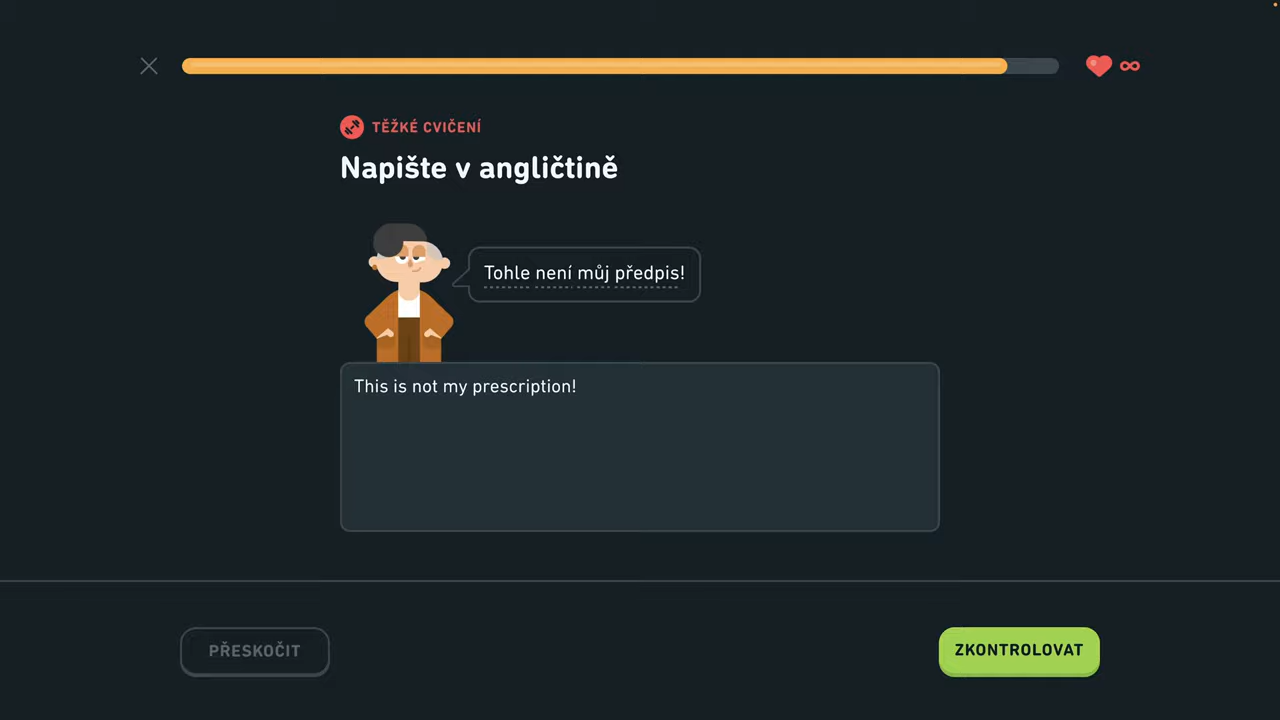 TĚŽKÉ CVIČENÍ
Napište v angličtině
Tohle není můj předpis!
This is not my prescription!
PŘESKOČIT
ZKONTROLOVAT